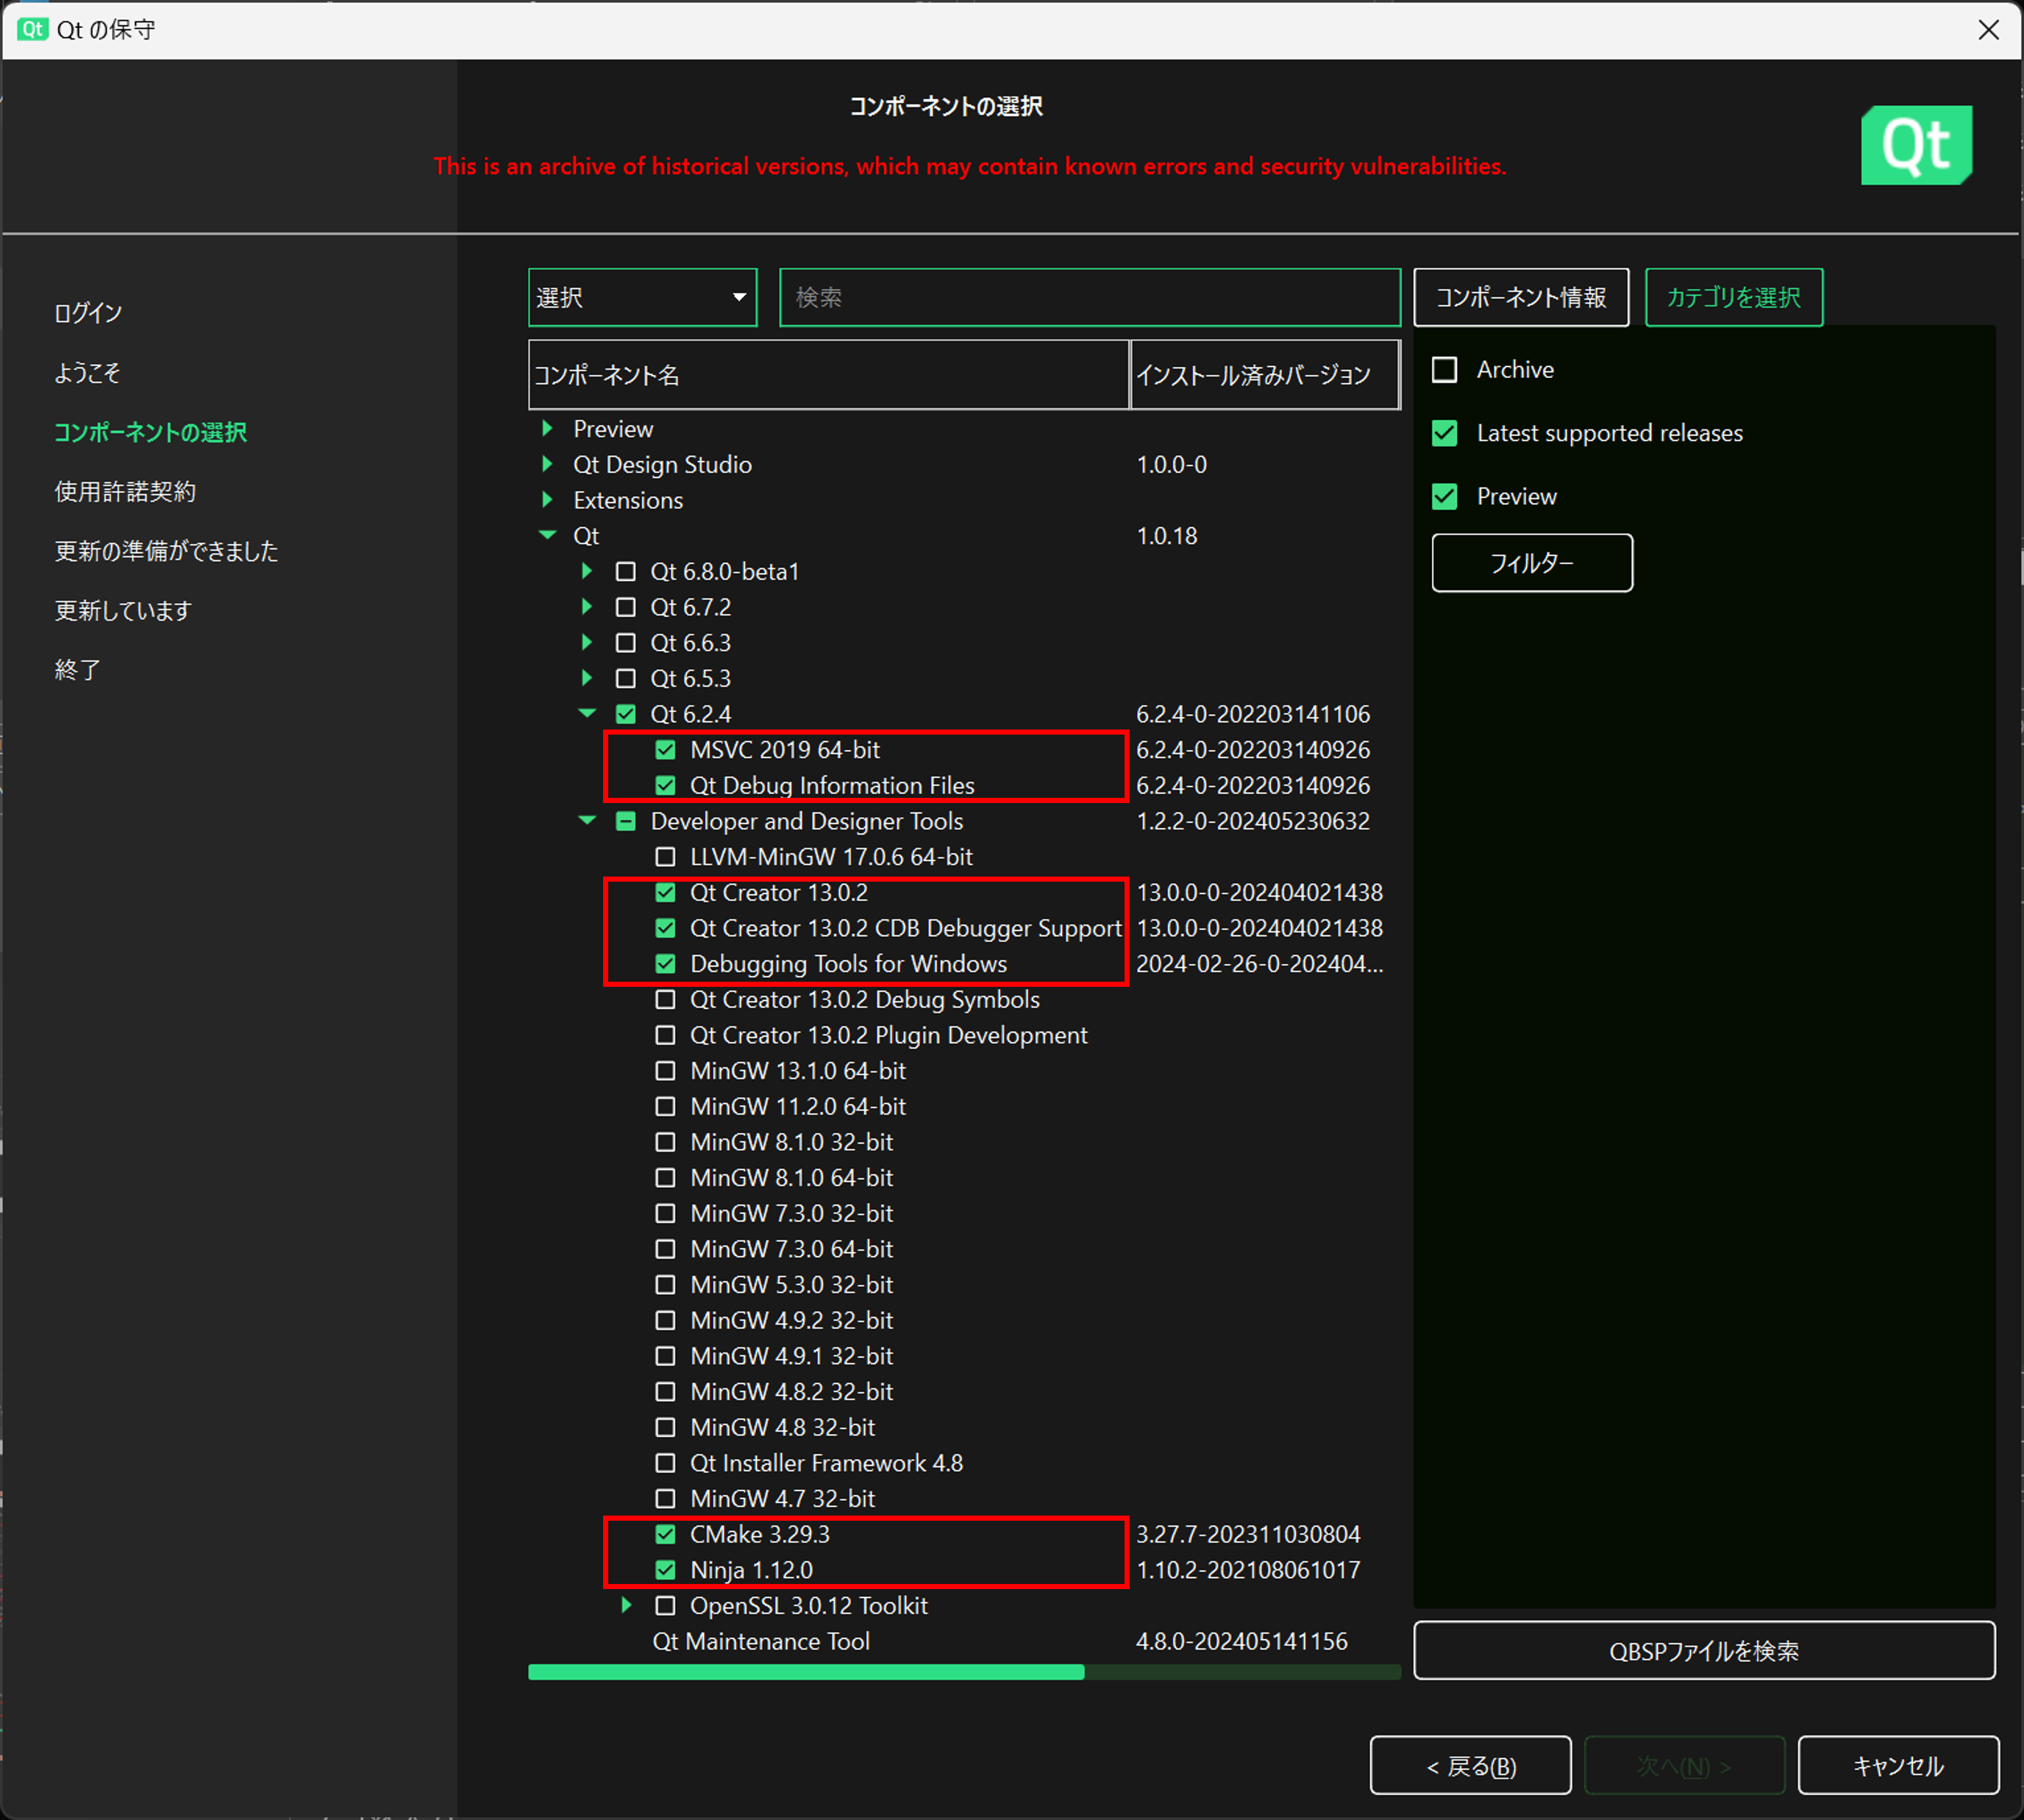 Qt Qt の保守
コンポーネントの選択
This is an archive of historical versions, which may contain known errors and security vulnerabilities.
Qt
ログイン
ようこそ
コンポーネントの選択
使用許諾契約
更新の準備ができました
更新しています
終了
選択
検索
コンポーネント情報
カテゴリを選択
コンポーネント名 インストール済みバージョン
Preview
Qt Design Studio 1.0.0-0
Extensions
Qt 1.0.18
Qt 6.8.0-beta1
Qt 6.7.2
Qt 6.6.3
Qt 6.5.3
Qt 6.2.4 6.2.4-0-202203141106
MSVC 2019 64-bit 6.2.4-0-202203140926
Qt Debug Information Files 6.2.4-0-202203140926
Developer and Designer Tools 1.2.2-0-202405230632
LLVM-MinGW 17.0.6 64-bit
Qt Creator 13.0.2 13.0.0-0-202404021438
Qt Creator 13.0.2 CDB Debugger Support 13.0.0-0-202404021438
Debugging Tools for Windows 2024-02-26-0-202404...
Qt Creator 13.0.2 Debug Symbols
Qt Creator 13.0.2 Plugin Development
MinGW 13.1.0 64-bit
MinGW 11.2.0 64-bit
MinGW 8.1.0 32-bit
MinGW 8.1.0 64-bit
MinGW 7.3.0 32-bit
MinGW 7.3.0 64-bit
MinGW 5.3.0 32-bit
MinGW 4.9.2 32-bit
MinGW 4.9.1 32-bit
MinGW 4.8.2 32-bit
MinGW 4.8 32-bit
Qt Installer Framework 4.8
MinGW 4.7 32-bit
CMake 3.29.3 3.27.7-202311030804
Ninja 1.12.0 1.10.2-202108061017
OpenSSL 3.0.12 Toolkit
Qt Maintenance Tool 4.8.0-202405141156
Archive
Latest supported releases
Preview
フィルター
QBSPファイルを検索
< 戻る(B)
次へ(N) >
キャンセル